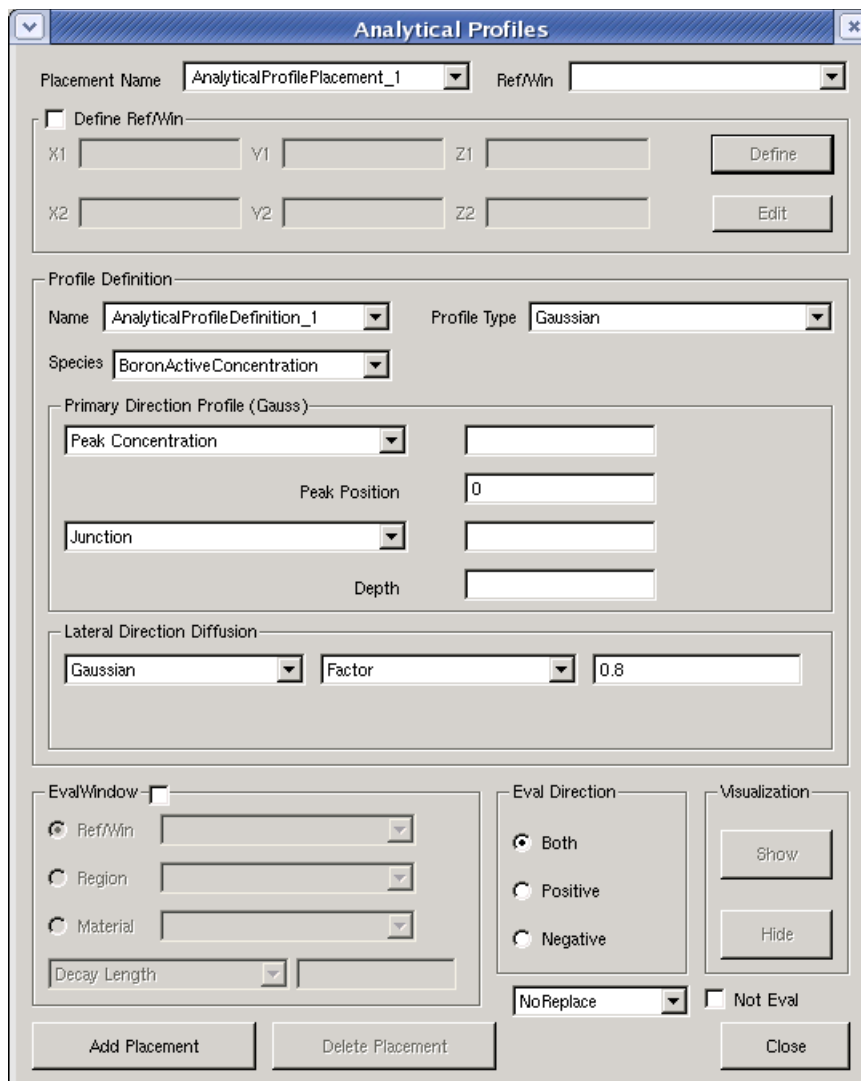 Analytical Profiles
Placement Name AnalyticalProfilePlacement_1 Ref/Win
Define Ref/Win
X1 Y1 Z1 Define
X2 Y2 Z2 Edit
Profile Definition
Name AnalyticalProfileDefinition_1 Profile Type Gaussian
Species BoronActiveConcentration
Primary Direction Profile (Gauss)
Peak Concentration
Peak Position 0
Junction
Depth
Lateral Direction Diffusion
Gaussian Factor 0.8
EvalWindow Eval Direction Visualization
Ref/Win Both Show
Region Positive
Material Negative Hide
Decay Length
NoReplace Not Eval
Add Placement Delete Placement Close